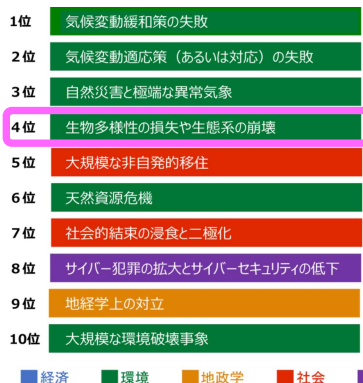 1位 気候変動緩和策の失敗
2位 気候変動適応策（あるいは対応）の失敗
3位 自然災害と極端な異常気象
4位 生物多様性の損失や生態系の崩壊
5位 大規模な非自発的移住
6位 天然資源危機
7位 社会的結束の浸食と二極化
8位 サイバー犯罪の拡大とサイバーセキュリティの低下
9位 地経学上の対立
10位 大規模な環境破壊事象
経済 環境 地政学 社会